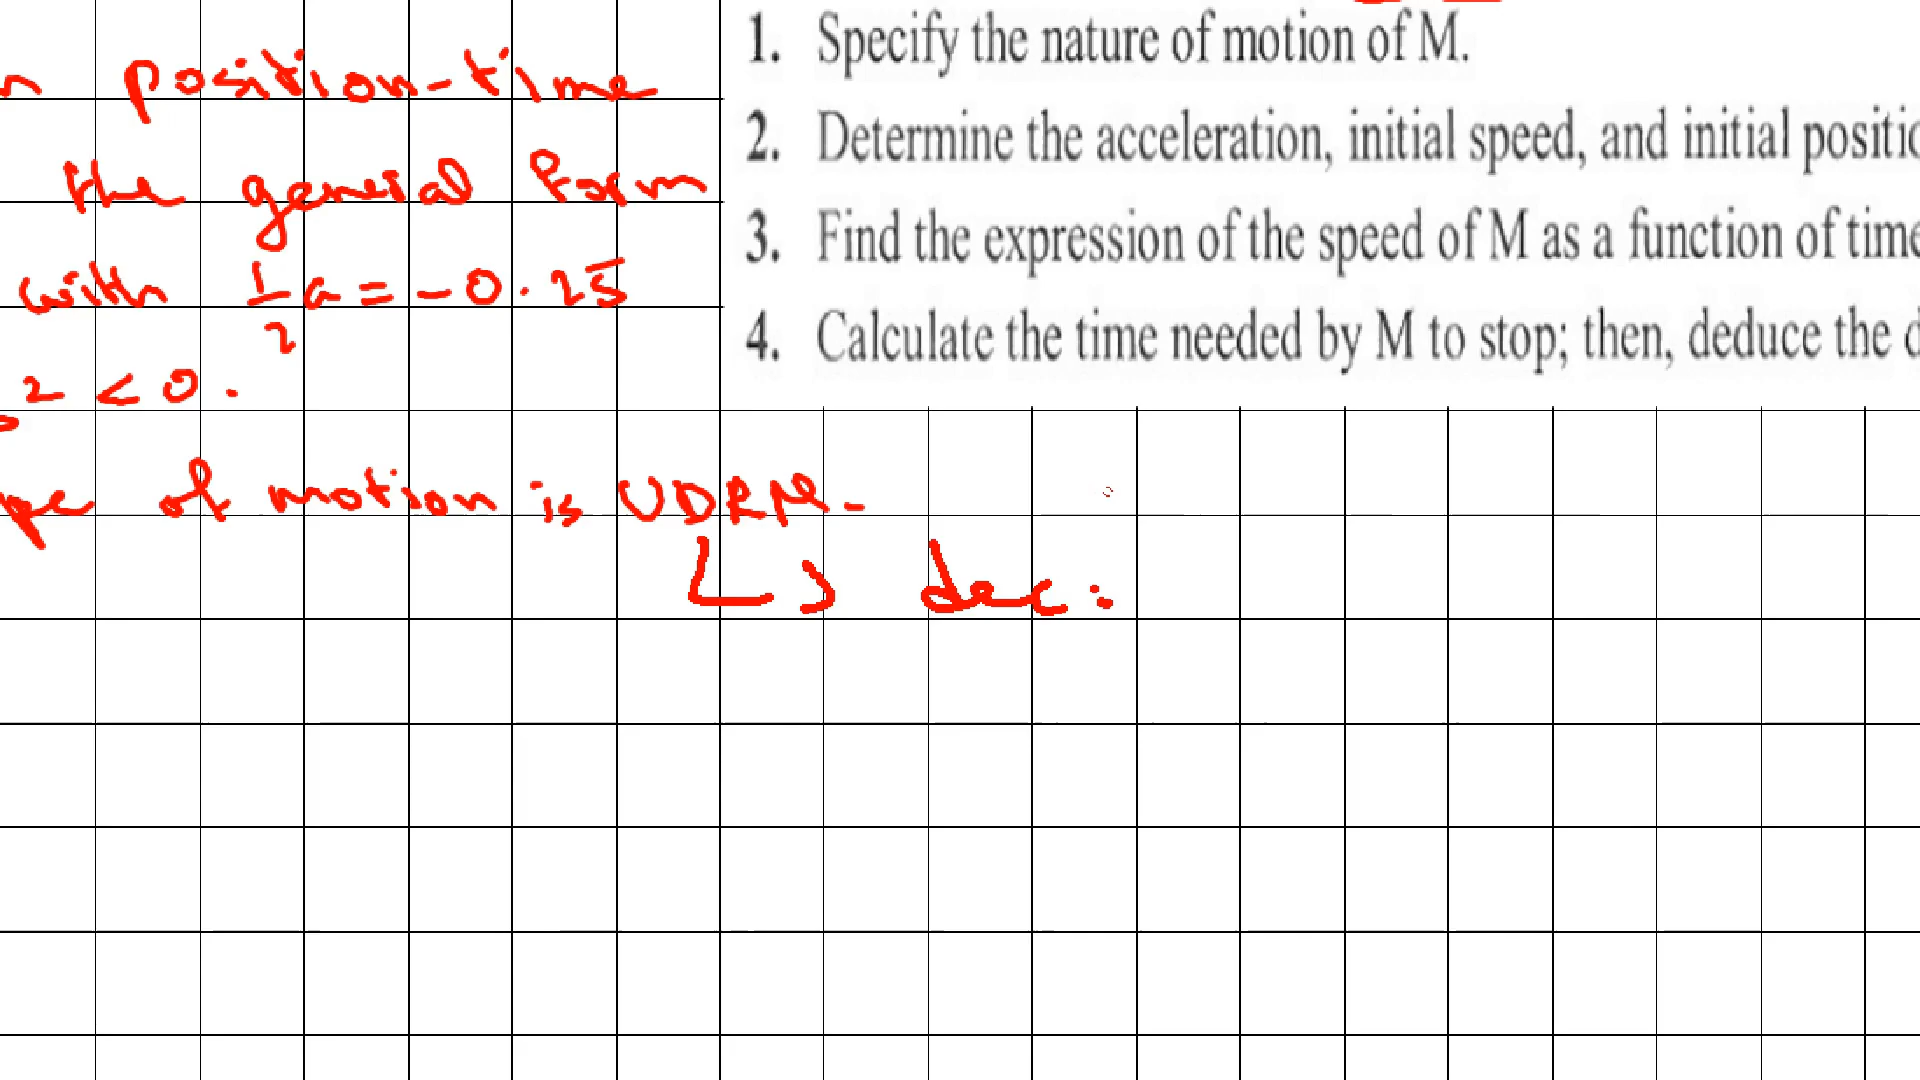 position-time
the general form
with 1/2 a = -0.25
2 < 0.
of motion is UDRM.
↳ dec.
1. Specify the nature of motion of M.
2. Determine the acceleration, initial speed, and initial
3. Find the expression of the speed of M as a function of
4. Calculate the time needed by M to stop; then, deduce the